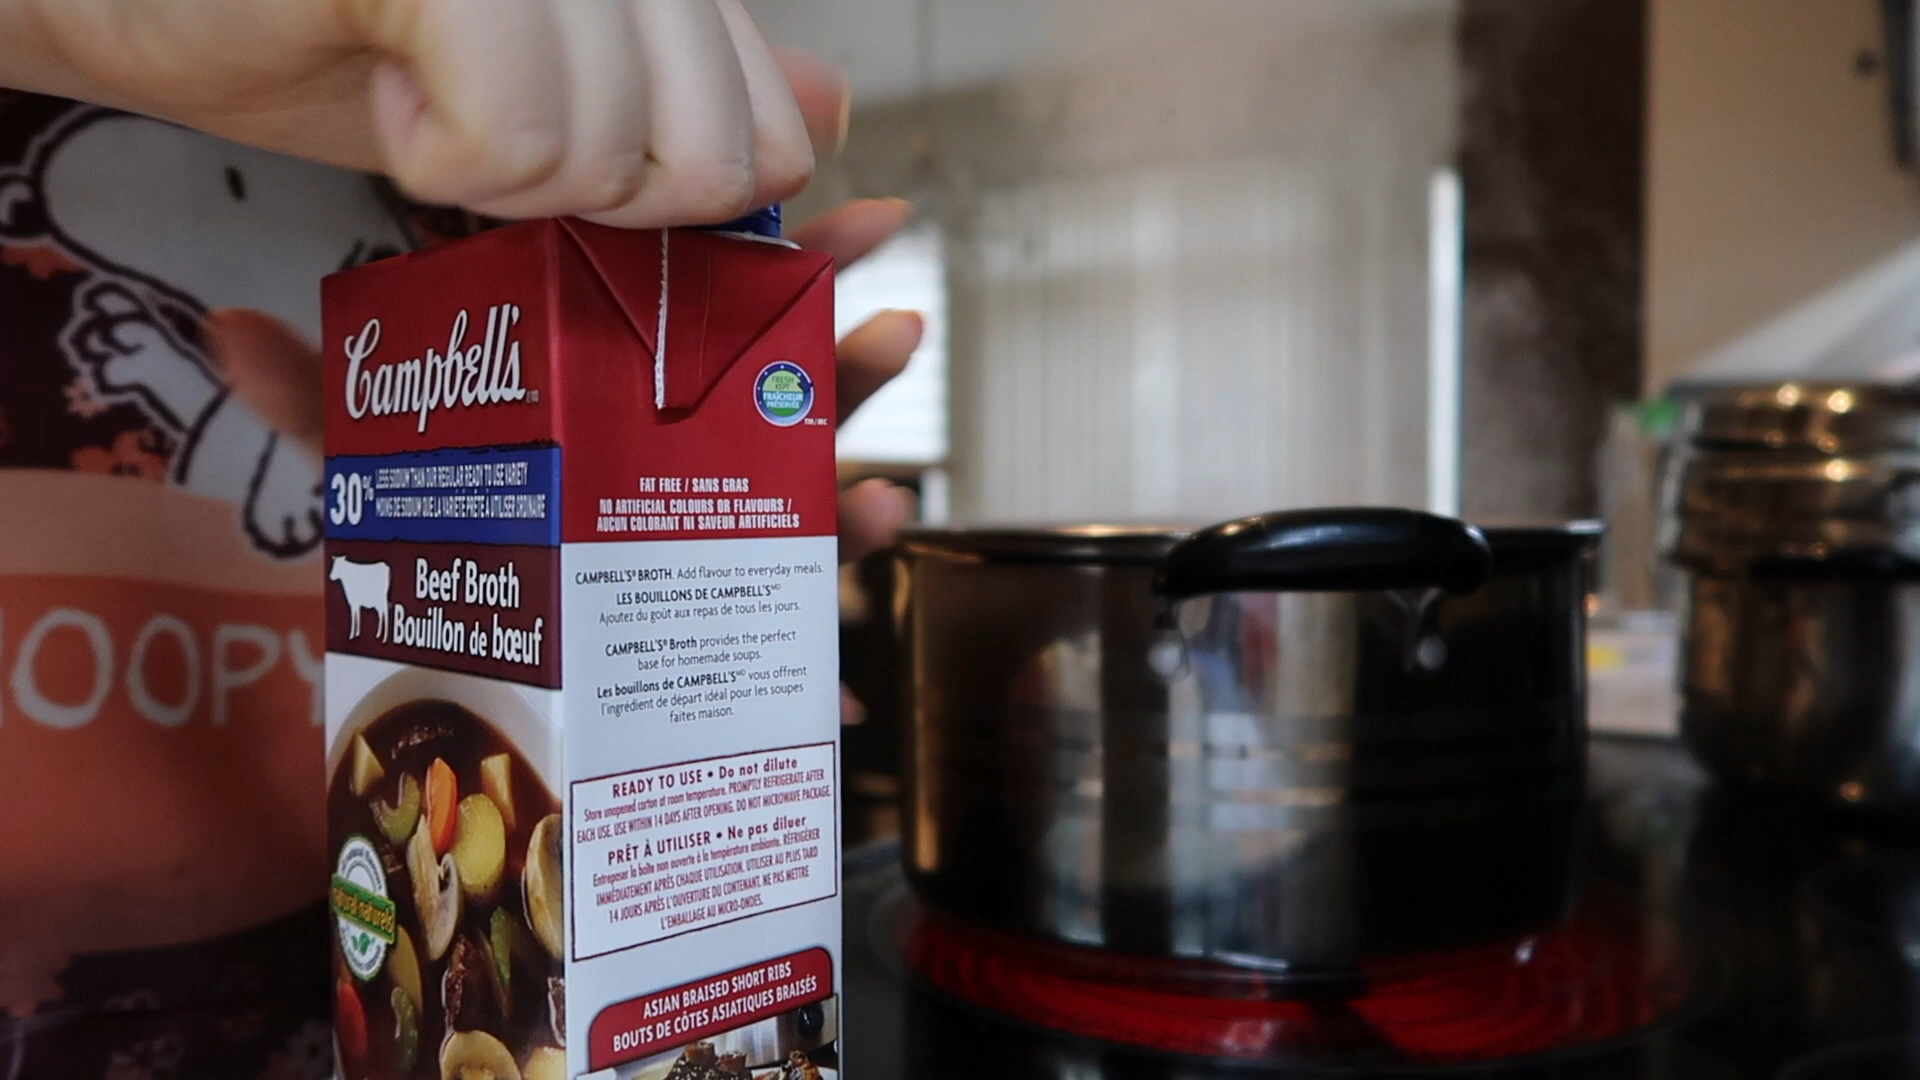 Campbell's
30% LESS SODIUM THAN OUR REGULAR READY TO USE VARIETY
MOINS DE SODIUM QUE LA VARIÉTÉ PRÊTE À UTILISER ORDINAIRE
Beef Broth
Bouillon de bœuf
natural•naturels
FRESH
KEPT
FRAÎCHEUR
PRÉSERVÉE
TM/MC
FAT FREE / SANS GRAS
NO ARTIFICIAL COLOURS OR FLAVOURS /
AUCUN COLORANT NI SAVEUR ARTIFICIELS
CAMPBELL'S® BROTH. Add flavour to everyday meals.
LES BOUILLONS DE CAMPBELL'S MD
Ajoutez du goût aux repas de tous les jours.
CAMPBELL'S® Broth provides the perfect
base for homemade soups.
Les bouillons de CAMPBELL'S MD vous offrent
l'ingrédient de départ idéal pour les soupes
faites maison.
READY TO USE • Do not dilute
Store unopened carton at room temperature. PROMPTLY REFRIGERATE AFTER
EACH USE. USE WITHIN 14 DAYS AFTER OPENING. DO NOT MICROWAVE PACKAGE.
PRÊT À UTILISER • Ne pas diluer
Entreposer la boîte non ouverte à la température ambiante. RÉFRIGÉRER
IMMÉDIATEMENT APRÈS CHAQUE UTILISATION. UTILISER AU PLUS TARD
14 JOURS APRÈS L'OUVERTURE DU CONTENANT. NE PAS METTRE
L'EMBALLAGE AU MICRO-ONDES.
ASIAN BRAISED SHORT RIBS
BOUTS DE CÔTES ASIATIQUES BRAISÉS
OOPY